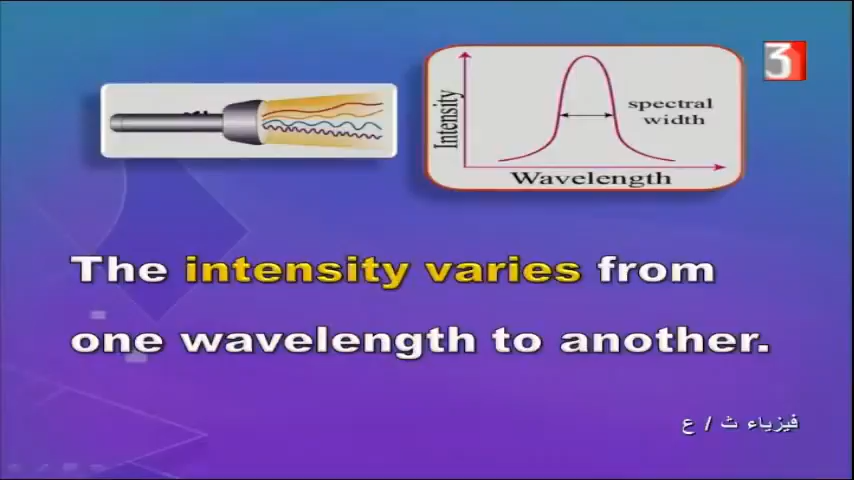 3
Intensity
spectral
width
Wavelength
The intensity varies from
one wavelength to another.
فيزياء ث / ع